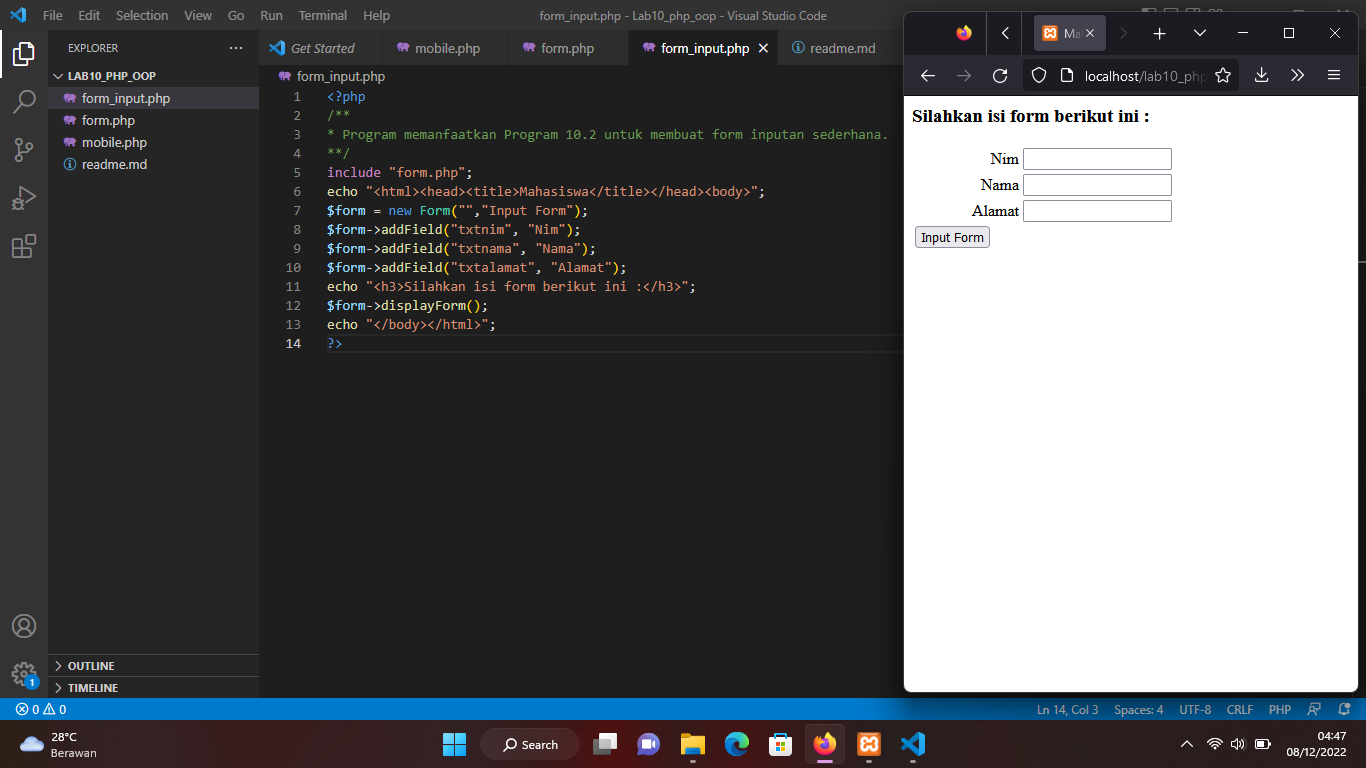 File Edit Selection View Go Run Terminal Help
form_input.php - Lab10_php_oop - Visual Studio Code
EXPLORER
LAB10_PHP_OOP
form_input.php
form.php
mobile.php
readme.md
OUTLINE
TIMELINE
Get Started mobile.php form.php form_input.php readme.md
form_input.php
1 <?php
2 /**
3 * Program memanfaatkan Program 10.2 untuk membuat form inputan sederhana.
4 **/
5 include "form.php";
6 echo "<html><head><title>Mahasiswa</title></head><body>";
7 $form = new Form("","Input Form");
8 $form->addField("txtnim", "Nim");
9 $form->addField("txtnama", "Nama");
10 $form->addField("txtalamat", "Alamat");
11 echo "<h3>Silahkan isi form berikut ini :</h3>";
12 $form->displayForm();
13 echo "</body></html>";
14 ?>
Ma
localhost/lab10_php
Silahkan isi form berikut ini :
Nim
Nama
Alamat
Input Form
1
0 0
Ln 14, Col 3 Spaces: 4 UTF-8 CRLF PHP
28°C
Berawan
Search
04:47
08/12/2022